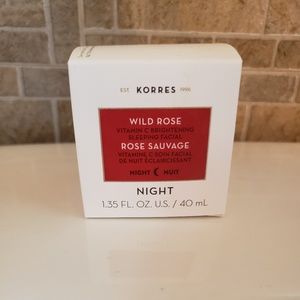 EST. KORRES 1996
WILD ROSE
VITAMIN C BRIGHTENING
SLEEPING FACIAL
ROSE SAUVAGE
VITAMINE C SOIN FACIAL
DE NUIT ÉCLAIRCISSANT
NIGHT NUIT
NIGHT
1.35 FL. OZ. U.S. / 40 mL